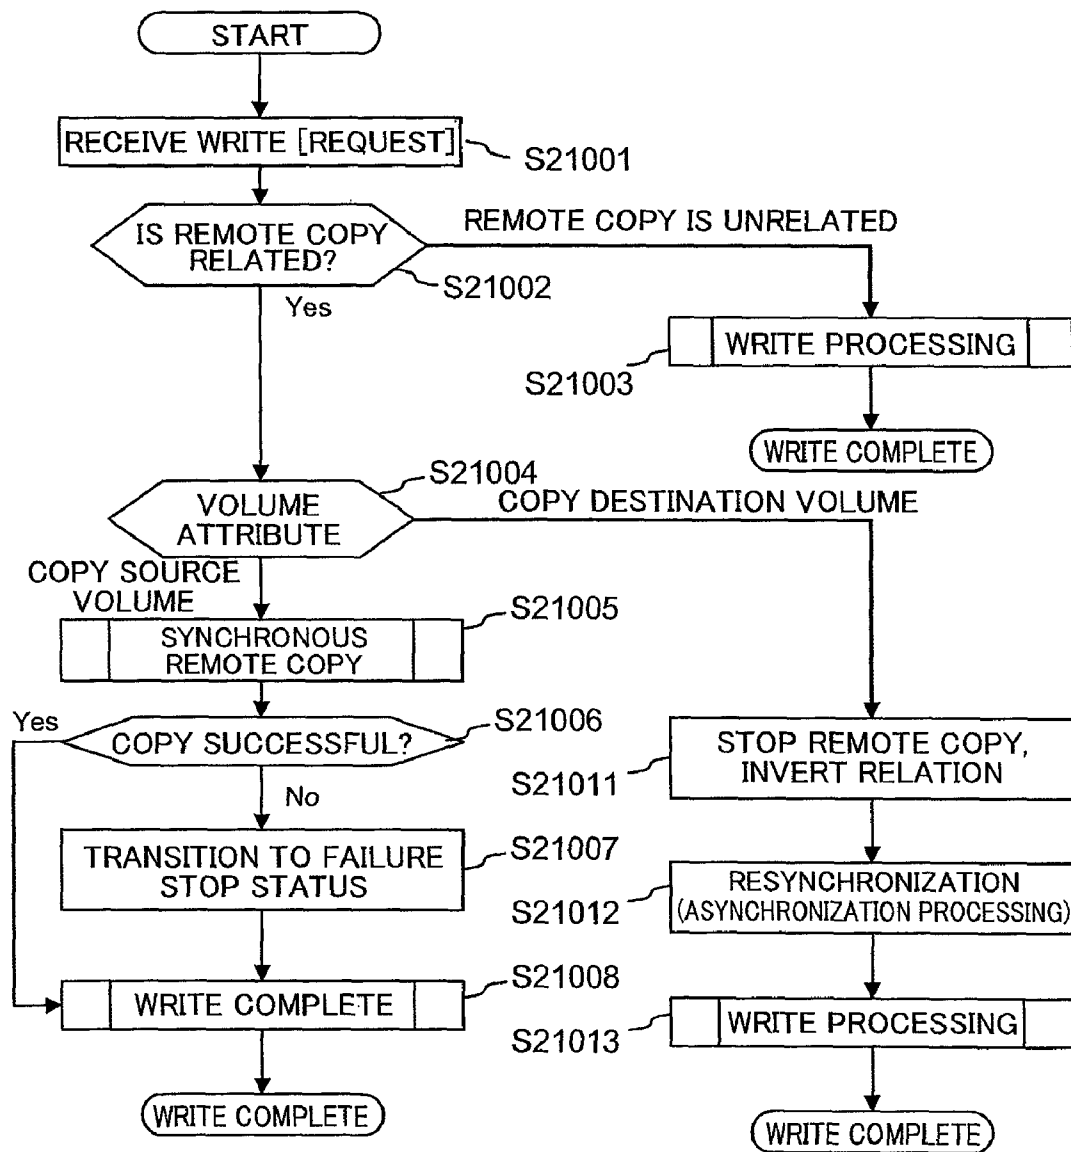 START
RECEIVE WRITE [REQUEST]
S21001
IS REMOTE COPY
RELATED?
REMOTE COPY IS UNRELATED
S21002
Yes
WRITE PROCESSING
S21003
WRITE COMPLETE
S21004
VOLUME
ATTRIBUTE
COPY DESTINATION VOLUME
COPY SOURCE
VOLUME
S21005
SYNCHRONOUS
REMOTE COPY
Yes
S21006
COPY SUCCESSFUL?
No
STOP REMOTE COPY,
INVERT RELATION
S21011
TRANSITION TO FAILURE
STOP STATUS
S21007
RESYNCHRONIZATION
(ASYNCHRONIZATION PROCESSING)
S21012
S21008
WRITE COMPLETE
WRITE PROCESSING
S21013
WRITE COMPLETE
WRITE COMPLETE